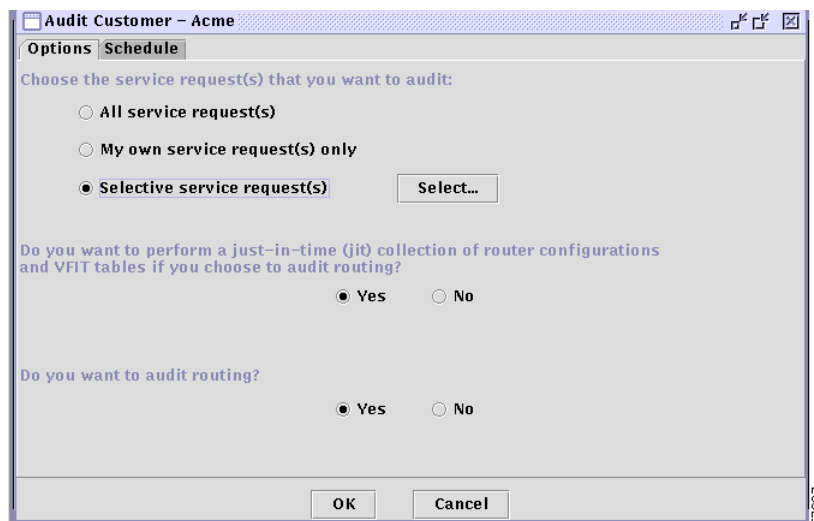 Audit Customer – Acme
Options Schedule
Choose the service request(s) that you want to audit:
All service request(s)
My own service request(s) only
Selective service request(s) Select...
Do you want to perform a just–in–time (jit) collection of router configurations
and VFIT tables if you choose to audit routing?
Yes No
Do you want to audit routing?
Yes No
OK Cancel